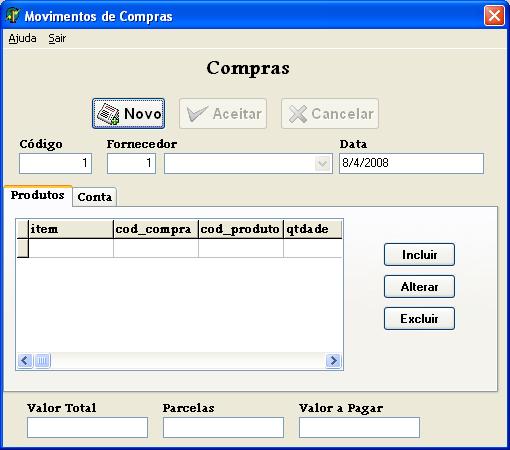 Movimentos de Compras
Ajuda Sair
Compras
Novo Aceitar Cancelar
Código Fornecedor Data
1 1 8/4/2008
Produtos Conta
item cod_compra cod_produto qtdade
Incluir
Alterar
Excluir
Valor Total Parcelas Valor a Pagar